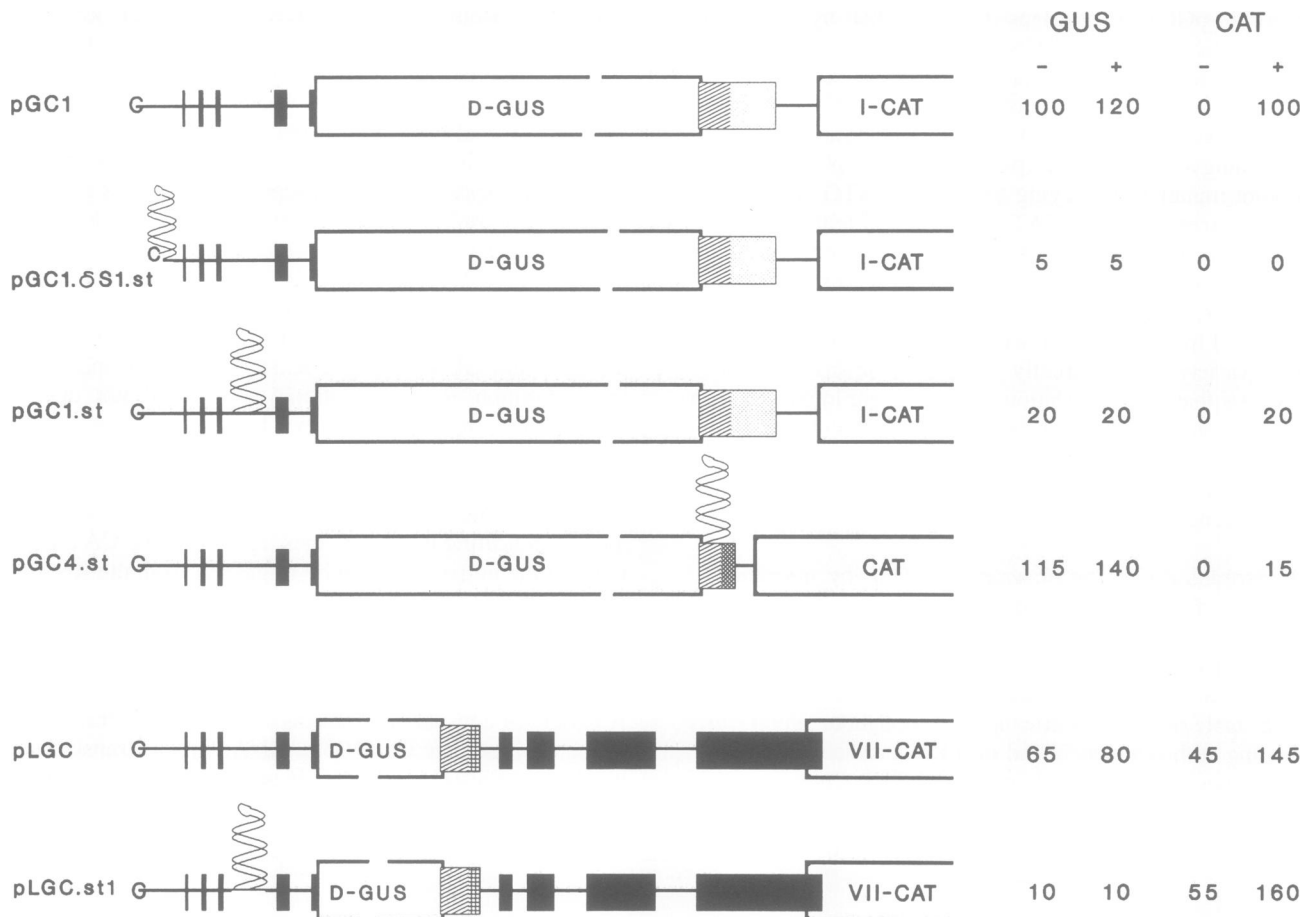 GUS CAT
- + - +
pGC1 C D-GUS I-CAT 100 120 0 100
pGC1.δS1.st C D-GUS I-CAT 5 5 0 0
pGC1.st C D-GUS I-CAT 20 20 0 20
pGC4.st C D-GUS CAT 115 140 0 15
pLGC C D-GUS VII-CAT 65 80 45 145
pLGC.st1 C D-GUS VII-CAT 10 10 55 160